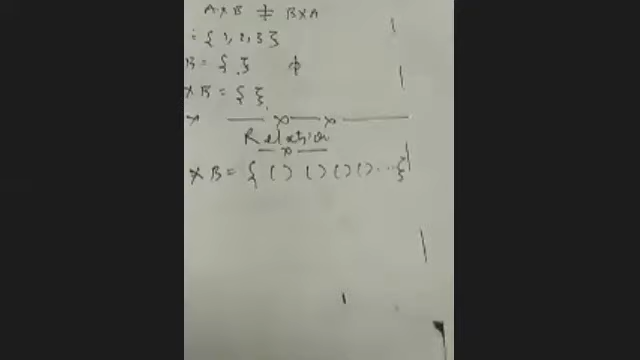 A×B ≠ B×A
= { 1, 2, 3 }
B = { } ϕ
×B = { }
× —×—×—
Relation
—×—
×B = { ( ) ( ) ( ) ( ) ... }